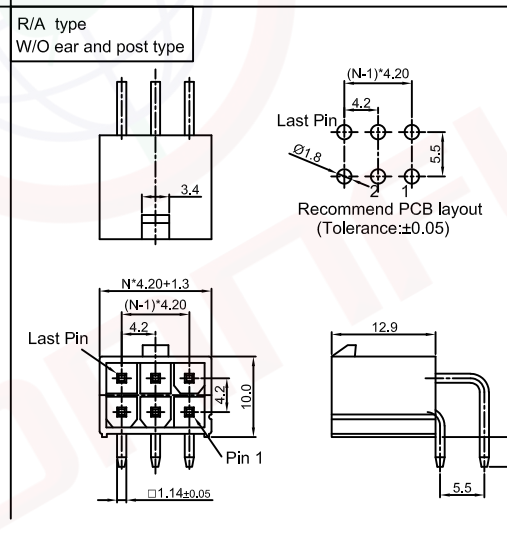 R/A type
W/O ear and post type
(N-1)*4.20
4.2
Last Pin
Ø1.8
5.5
2 1
3.4
Recommend PCB layout
(Tolerance:±0.05)
N*4.20+1.3
(N-1)*4.20
4.2
Last Pin
4.2
10.0
Pin 1
□1.14±0.05
12.9
5.5